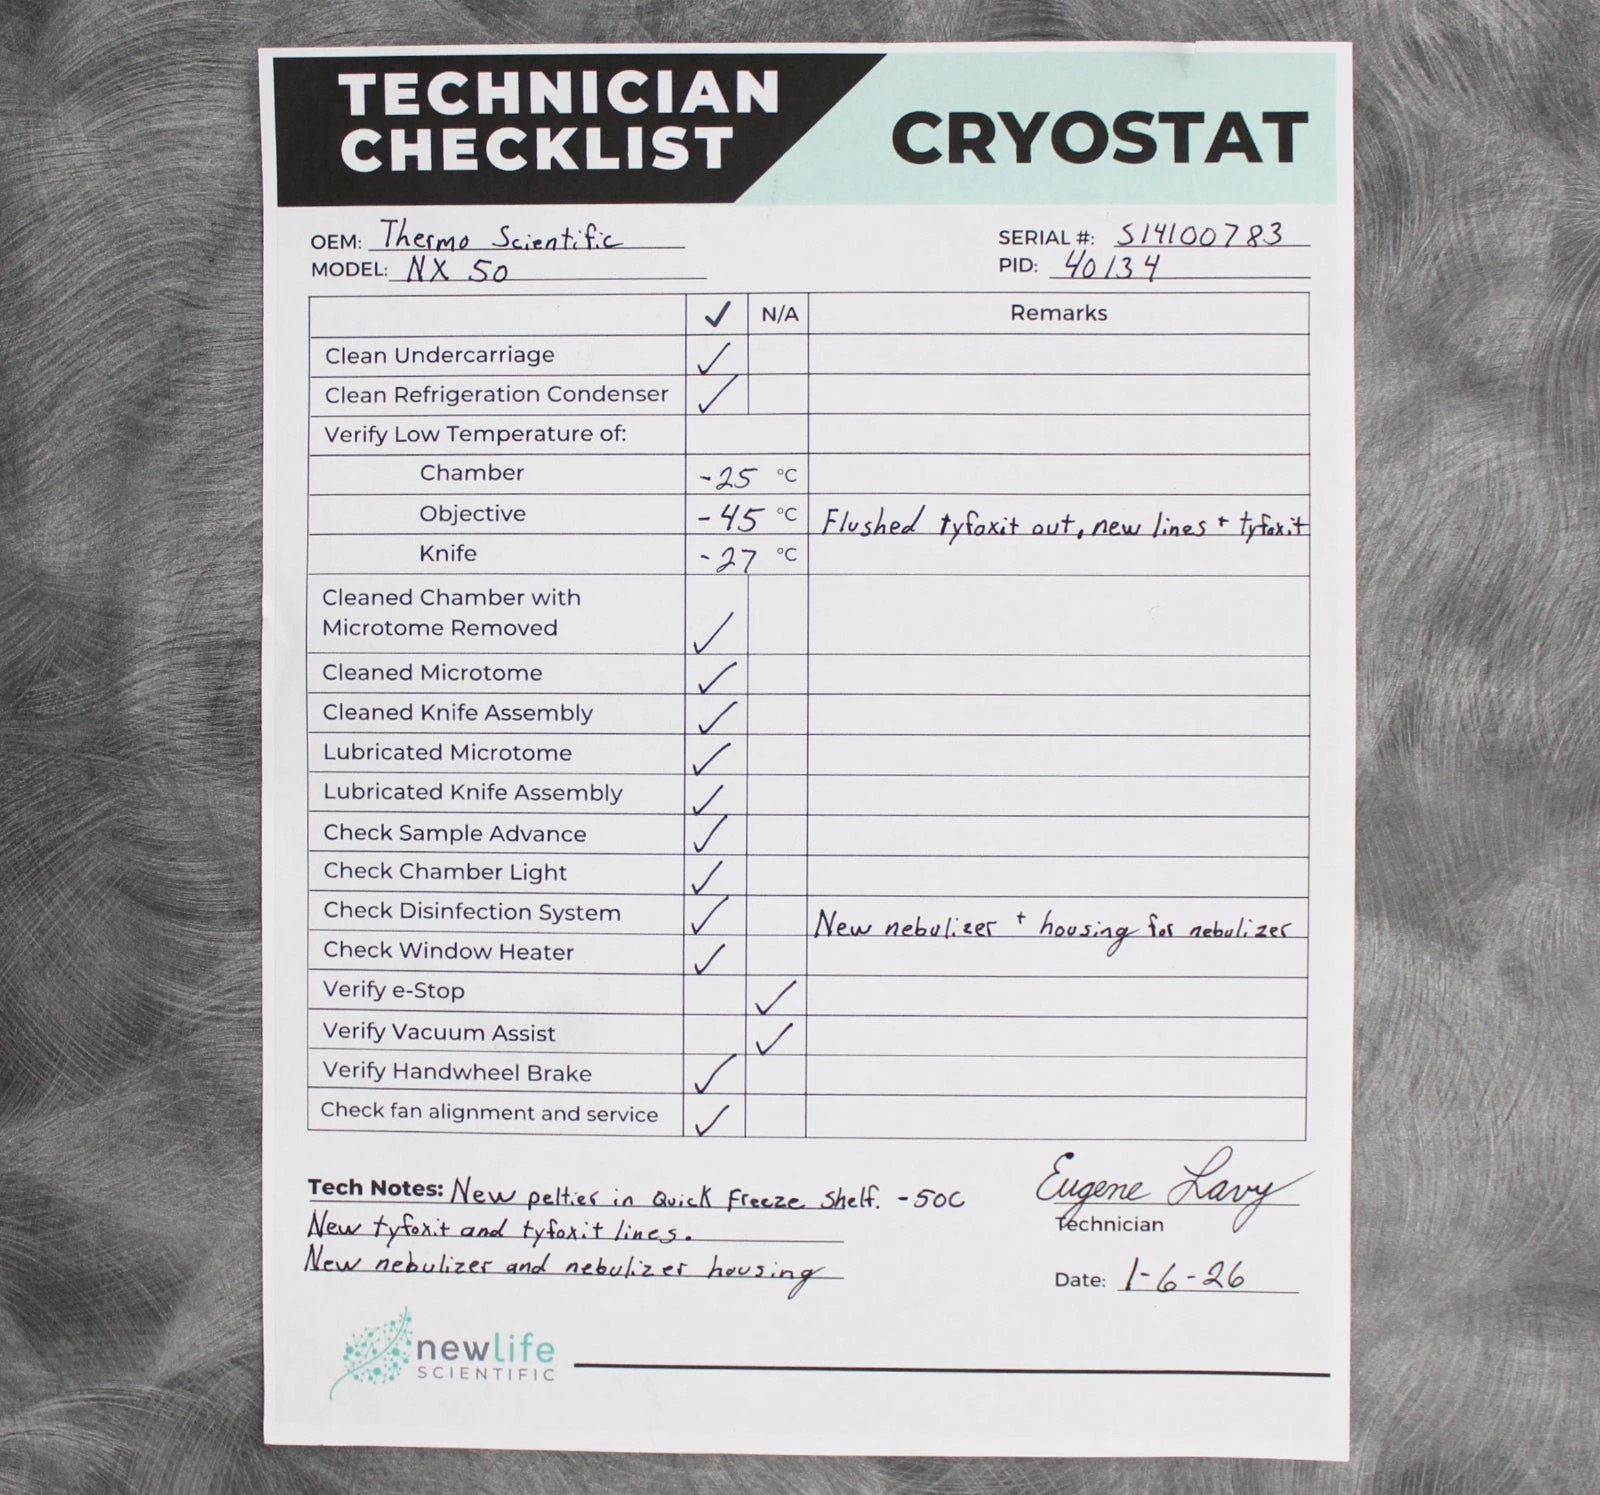 TECHNICIAN
CHECKLIST
CRYOSTAT
OEM: Thermo Scientific
SERIAL #: S14100783
MODEL: NX 50
PID: 40134
✓ N/A Remarks
Clean Undercarriage ✓
Clean Refrigeration Condenser ✓
Verify Low Temperature of:
Chamber -25 °C
Objective -45 °C Flushed tyfoxit out, new lines + tyfoxit
Knife -27 °C
Cleaned Chamber with
Microtome Removed ✓
Cleaned Microtome ✓
Cleaned Knife Assembly ✓
Lubricated Microtome ✓
Lubricated Knife Assembly ✓
Check Sample Advance ✓
Check Chamber Light ✓
Check Disinfection System ✓ New nebulizer + housing for nebulizer
Check Window Heater ✓
Verify e-Stop ✓
Verify Vacuum Assist ✓
Verify Handwheel Brake ✓
Check fan alignment and service ✓
Tech Notes: New peltier in Quick Freeze Shelf. -50C
New tyfoxit and tyfoxit lines.
New nebulizer and nebulizer housing
Eugene Lavy
Technician
Date: 1-6-26
newlife
SCIENTIFIC